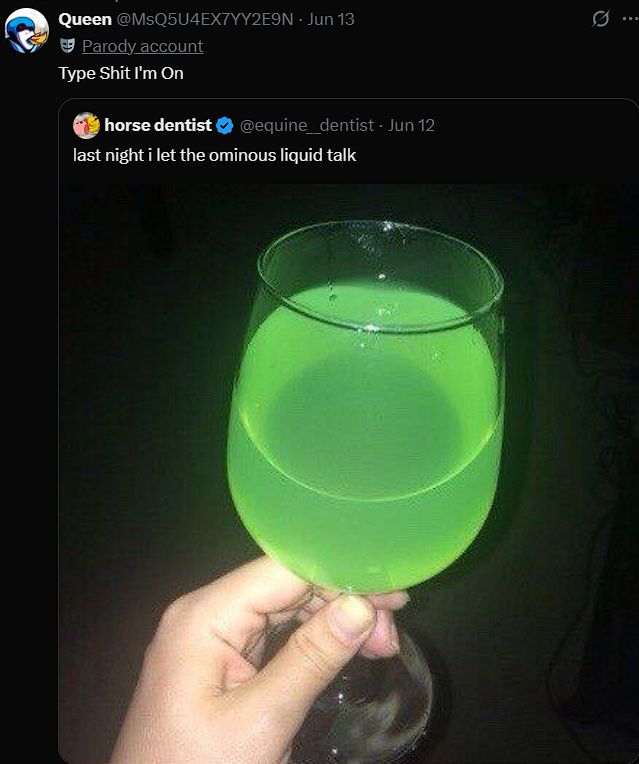 Queen @MsQ5U4EX7YY2E9N · Jun 13
Parody account
Type Shit I'm On
horse dentist @equine__dentist · Jun 12
last night i let the ominous liquid talk